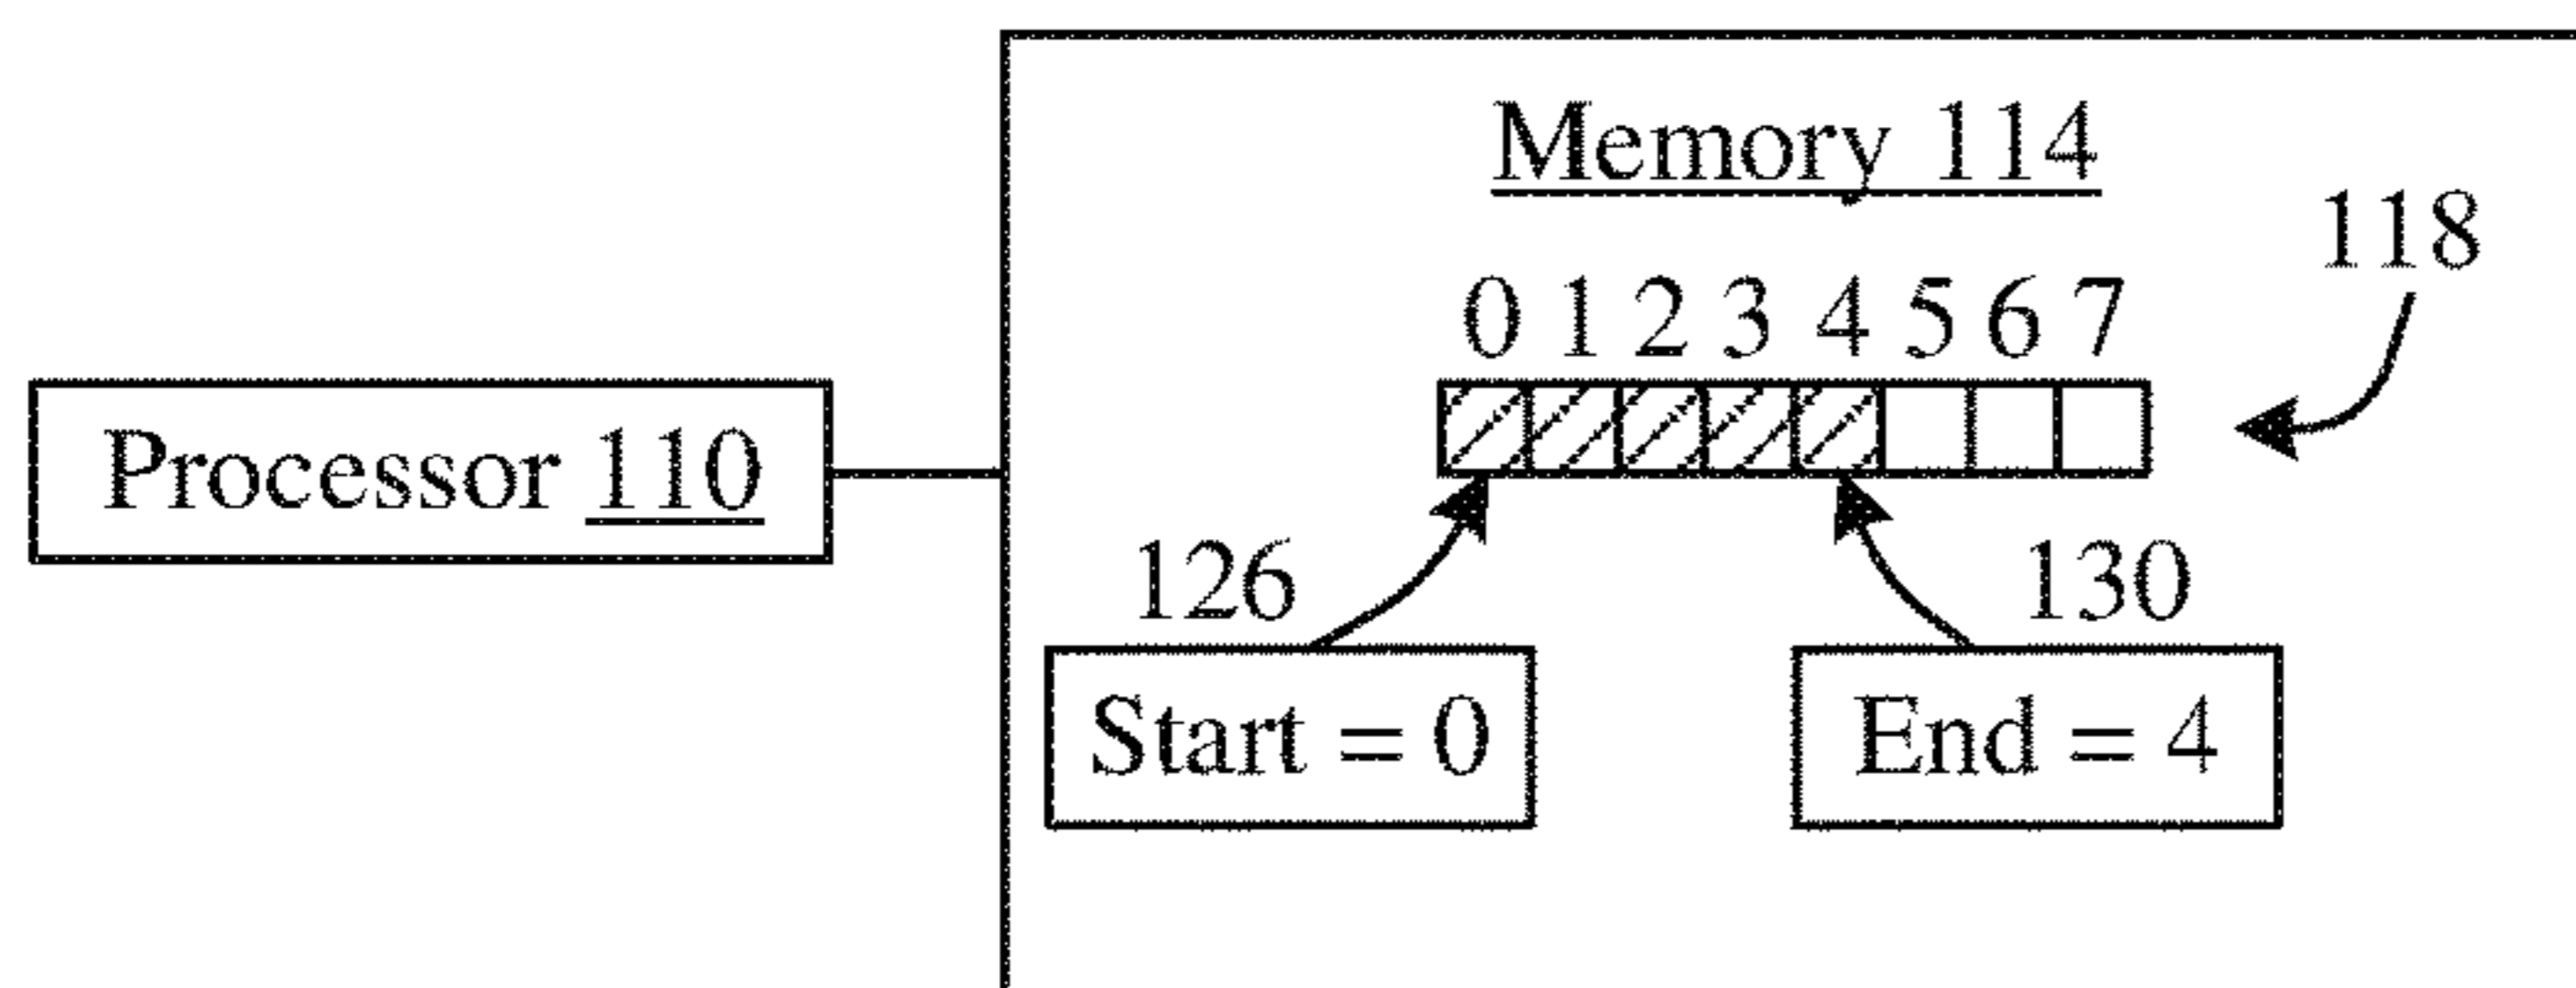 Memory 114
118
0 1 2 3 4 5 6 7
Processor 110
126
130
Start = 0
End = 4